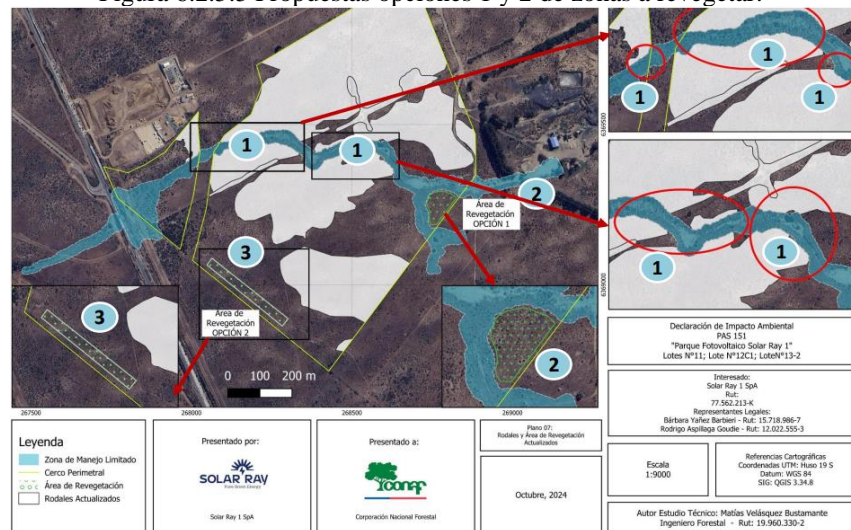 Figura 6.2.3.3 Propuestas opciones 1 y 2 de zonas a revegetar.
1
1
2
Área de
Revegetación
OPCIÓN 1
3
3
Área de
Revegetación
OPCIÓN 2
2
0 100 200 m
267500
268000
268500
269000
1
1
1
6369500
1
1
6369000
Leyenda
Zona de Manejo Limitado
Cerco Perimetral
Área de Revegetación
Rodales Actualizados
Presentado por:
SOLAR RAY
Solar Ray 1 SpA
Presentado a:
conaf
Corporación Nacional Forestal
Plano 07:
Rodales y Área de Revegetación
Actualizados
Octubre, 2024
Declaración de Impacto Ambiental
PAS 151
"Parque Fotovoltaico Solar Ray 1"
Lotes N°11; Lote N°12C1; LoteN°13-2
Interesado:
Solar Ray 1 SpA
Rut:
77.562.213-K
Representantes Legales:
Bárbara Yañez Barbieri - Rut: 15.718.986-7
Rodrigo Aspillaga Goudie - Rut: 12.022.555-3
Escala
1:9000
Referencias Cartográficas
Coordenadas UTM: Huso 19 S
Datum: WGS 84
SIG: QGIS 3.34.8
Autor Estudio Técnico: Matías Velásquez Bustamante
Ingeniero Forestal - Rut: 19.960.330-2